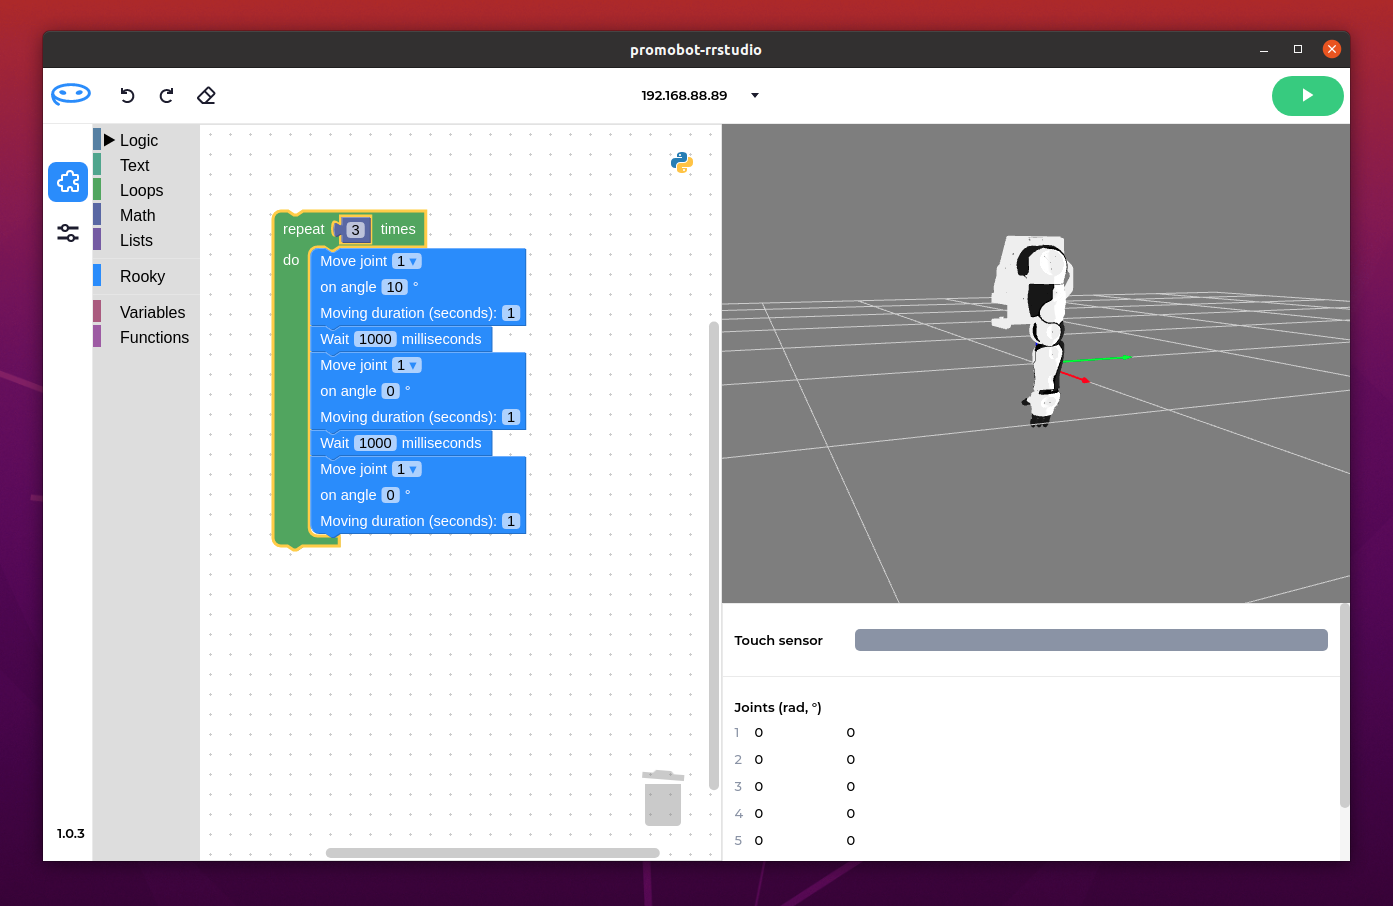 promobot-rrstudio
192.168.88.89
Logic
Text
Loops
Math
Lists
Rooky
Variables
Functions
1.0.3
repeat 3 times
do
Move joint 1 ▾
on angle 10 °
Moving duration (seconds): 1
Wait 1000 milliseconds
Move joint 1 ▾
on angle 0 °
Moving duration (seconds): 1
Wait 1000 milliseconds
Move joint 1 ▾
on angle 0 °
Moving duration (seconds): 1
Touch sensor
Joints (rad, °)
1 0 0
2 0 0
3 0 0
4 0 0
5 0 0